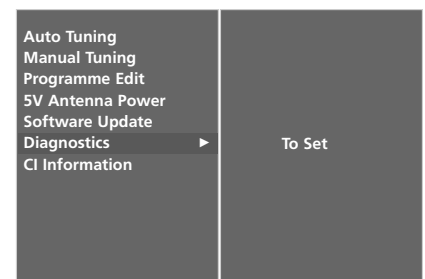 Auto Tuning
Manual Tuning
Programme Edit
5V Antenna Power
Software Update
Diagnostics ► To Set
CI Information